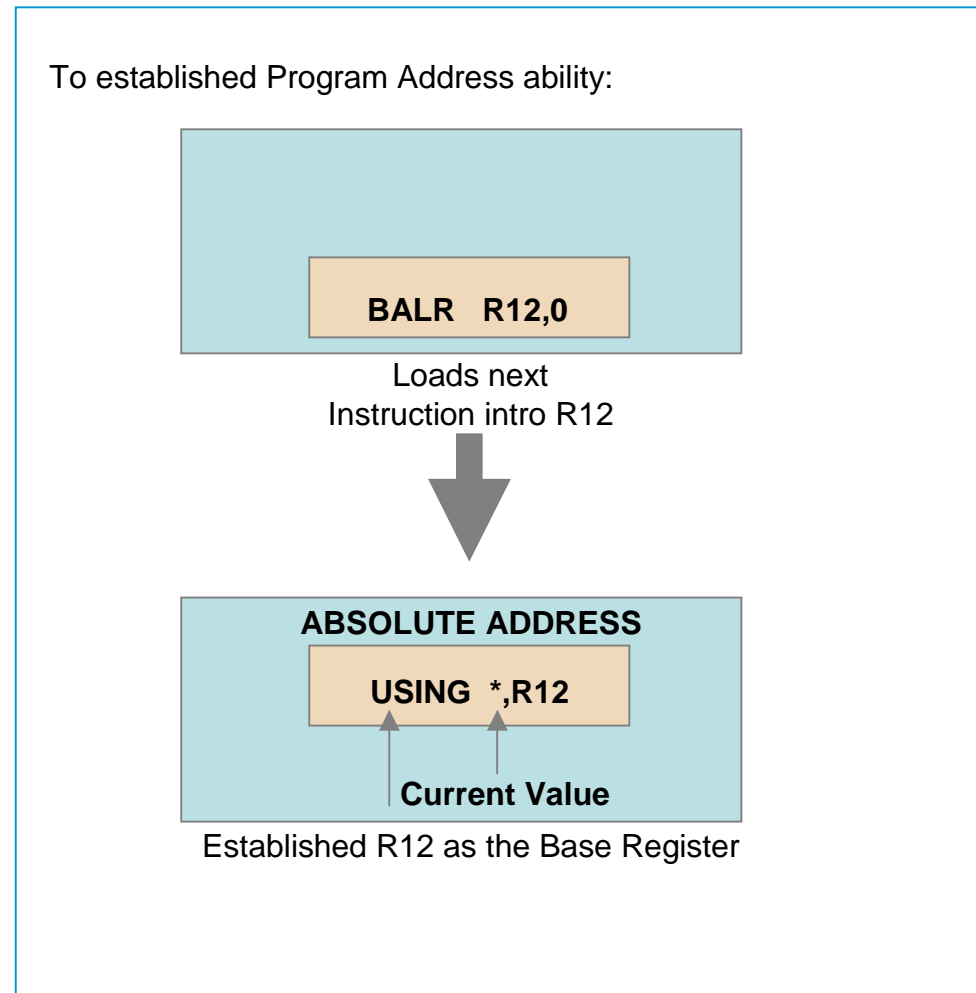 To established Program Address ability:
BALR R12,0
Loads next
Instruction intro R12
ABSOLUTE ADDRESS
USING *,R12
Current Value
Established R12 as the Base Register